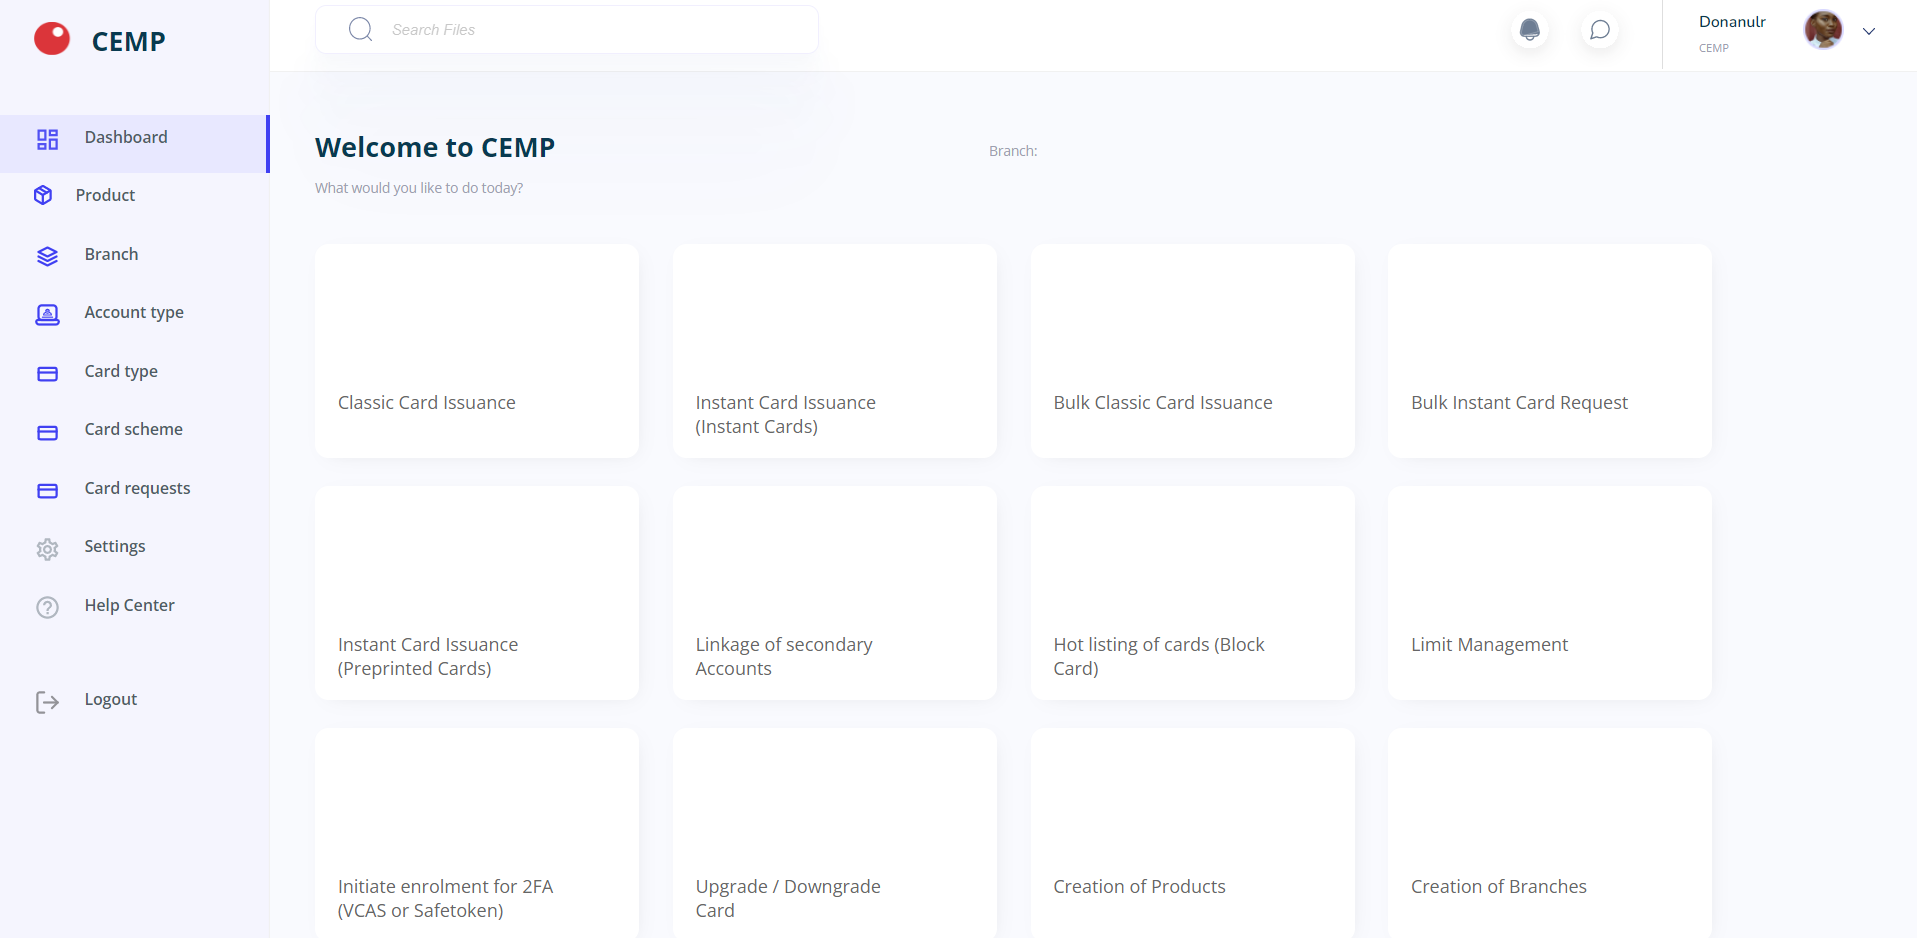 CEMP
Search Files
Donanulr
CEMP
Dashboard
Product
Branch
Account type
Card type
Card scheme
Card requests
Settings
Help Center
Logout
Welcome to CEMP
Branch:
What would you like to do today?
Classic Card Issuance
Instant Card Issuance
(Instant Cards)
Bulk Classic Card Issuance
Bulk Instant Card Request
Instant Card Issuance
(Preprinted Cards)
Linkage of secondary
Accounts
Hot listing of cards (Block
Card)
Limit Management
Initiate enrolment for 2FA
(VCAS or Safetoken)
Upgrade / Downgrade
Card
Creation of Products
Creation of Branches